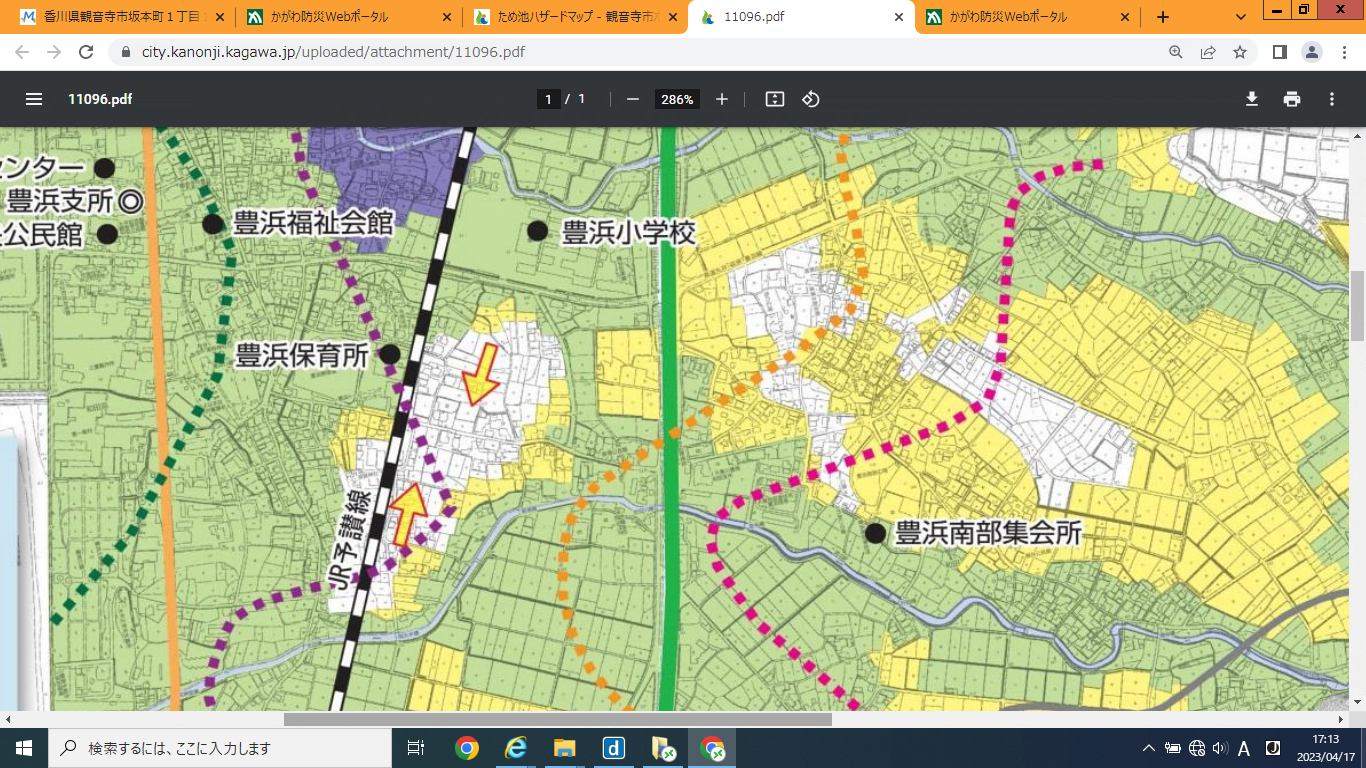 香川県観音寺市坂本町１丁目
かがわ防災Webポータル
ため池ハザードマップ - 観音寺市
11096.pdf
かがわ防災Webポータル
city.kanonji.kagawa.jp/uploaded/attachment/11096.pdf
11096.pdf
1 / 1
286%
センター
豊浜支所
公民館
豊浜福祉会館
豊浜小学校
豊浜保育所
JR予讃線
豊浜南部集会所
検索するには、ここに入力します
A
17:13
2023/04/17